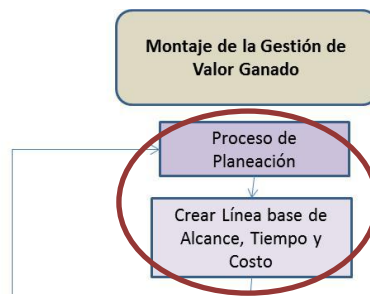 Montaje de la Gestión de
Valor Ganado
Proceso de
Planeación
Crear Línea base de
Alcance, Tiempo y
Costo